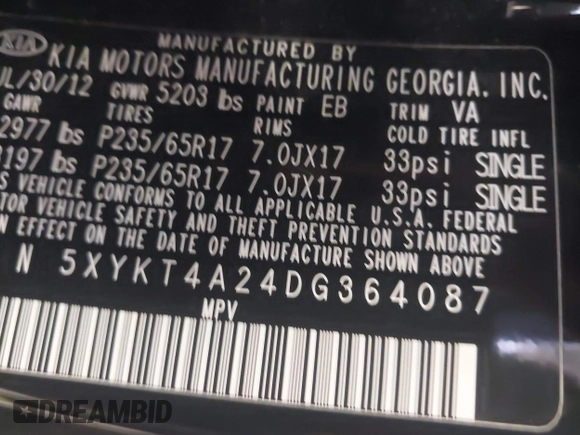 MANUFACTURED BY
KIA KIA MOTORS MANUFACTURING GEORGIA, INC.
UL/30/12 GVWR 5203 lbs PAINT EB TRIM VA
GAWR TIRES RIMS COLD TIRE INFL
2977 lbs P235/65R17 7.0JX17 33psi SINGLE
3197 lbs P235/65R17 7.0JX17 33psi SINGLE
S VEHICLE CONFORMS TO ALL APPLICABLE U.S.A. FEDERAL
TOR VEHICLE SAFETY AND THEFT PREVENTION STANDARDS
N EFFECT ON THE DATE OF MANUFACTURE SHOWN ABOVE
N 5XYKT4A24DG364087
MPV
DREAMBID